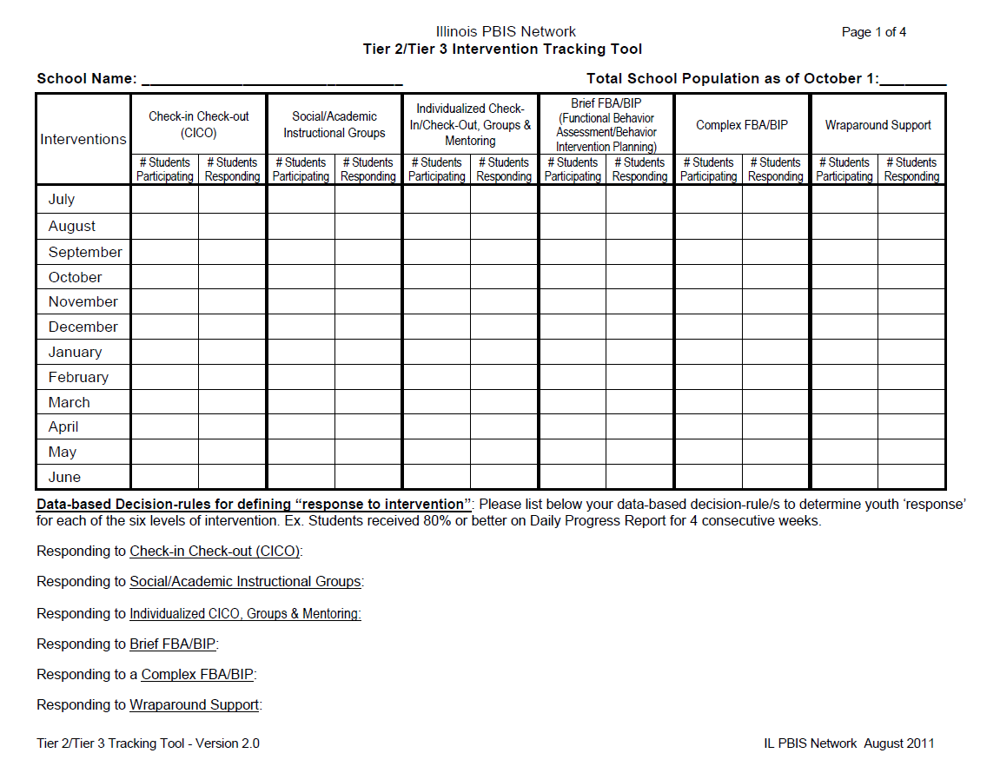 Illinois PBIS Network
Page 1 of 4
Tier 2/Tier 3 Intervention Tracking Tool
School Name: ______________________________
Total School Population as of October 1:________
Interventions
Check-in Check-out
(CICO)
Social/Academic
Instructional Groups
Individualized Check-
In/Check-Out, Groups &
Mentoring
Brief FBA/BIP
(Functional Behavior
Assessment/Behavior
Intervention Planning)
Complex FBA/BIP
Wraparound Support
# Students Participating
# Students Responding
# Students Participating
# Students Responding
# Students Participating
# Students Responding
# Students Participating
# Students Responding
# Students Participating
# Students Responding
# Students Participating
# Students Responding
July
August
September
October
November
December
January
February
March
April
May
June
Data-based Decision-rules for defining “response to intervention”: Please list below your data-based decision-rule/s to determine youth ‘response’
for each of the six levels of intervention. Ex. Students received 80% or better on Daily Progress Report for 4 consecutive weeks.
Responding to Check-in Check-out (CICO):
Responding to Social/Academic Instructional Groups:
Responding to Individualized CICO, Groups & Mentoring:
Responding to Brief FBA/BIP:
Responding to a Complex FBA/BIP:
Responding to Wraparound Support:
Tier 2/Tier 3 Tracking Tool - Version 2.0
IL PBIS Network August 2011